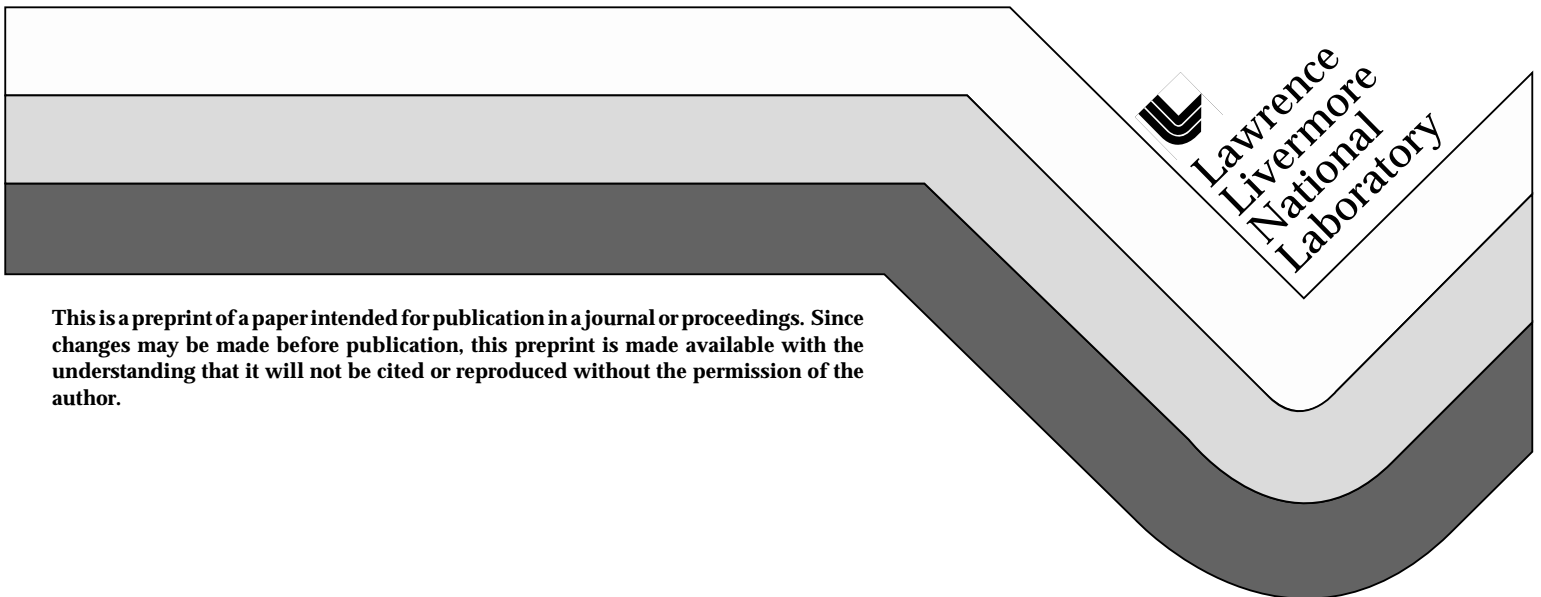 Lawrence
Livermore
National
Laboratory
This is a preprint of a paper intended for publication in a journal or proceedings. Since
changes may be made before publication, this preprint is made available with the
understanding that it will not be cited or reproduced without the permission of the
author.